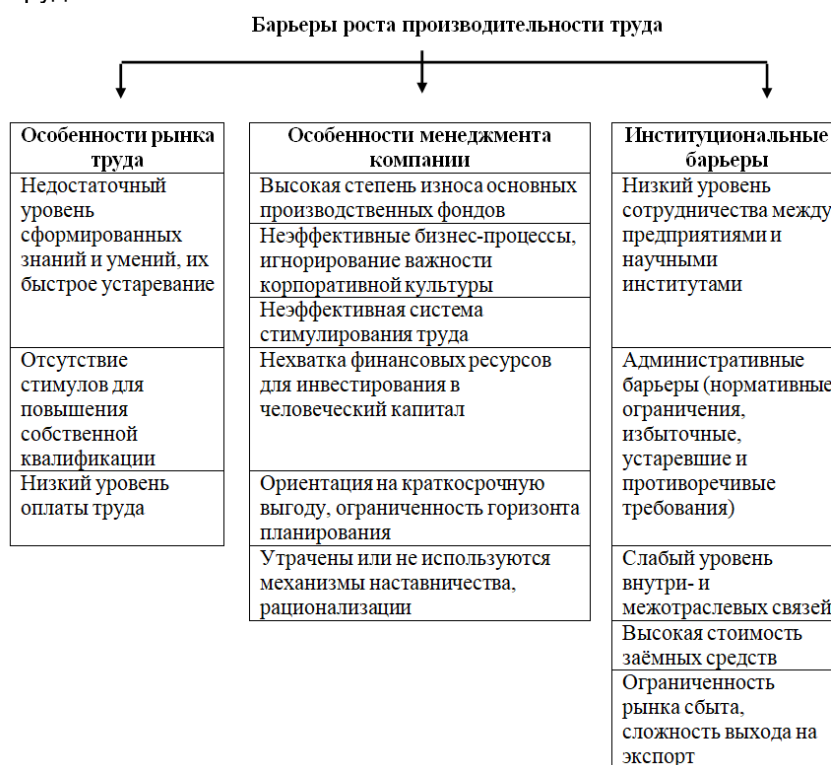 Барьеры роста производительности труда
Особенности рынка
труда
Недостаточный
уровень
сформированных
знаний и умений, их
быстрое устаревание
Отсутствие
стимулов для
повышения
собственной
квалификации
Низкий уровень
оплаты труда
Особенности менеджмента
компании
Высокая степень износа основных
производственных фондов
Неэффективные бизнес-процессы,
игнорирование важности
корпоративной культуры
Неэффективная система
стимулирования труда
Нехватка финансовых ресурсов
для инвестирования в
человеческий капитал
Ориентация на краткосрочную
выгоду, ограниченность горизонта
планирования
Утрачены или не используются
механизмы наставничества,
рационализации
Институциональные
барьеры
Низкий уровень
сотрудничества между
предприятиями и
научными
институтами
Административные
барьеры (нормативные
ограничения,
избыточные,
устаревшие и
противоречивые
требования)
Слабый уровень
внутри- и
межотраслевых связей
Высокая стоимость
заёмных средств
Ограниченность
рынка сбыта,
сложность выхода на
экспорт